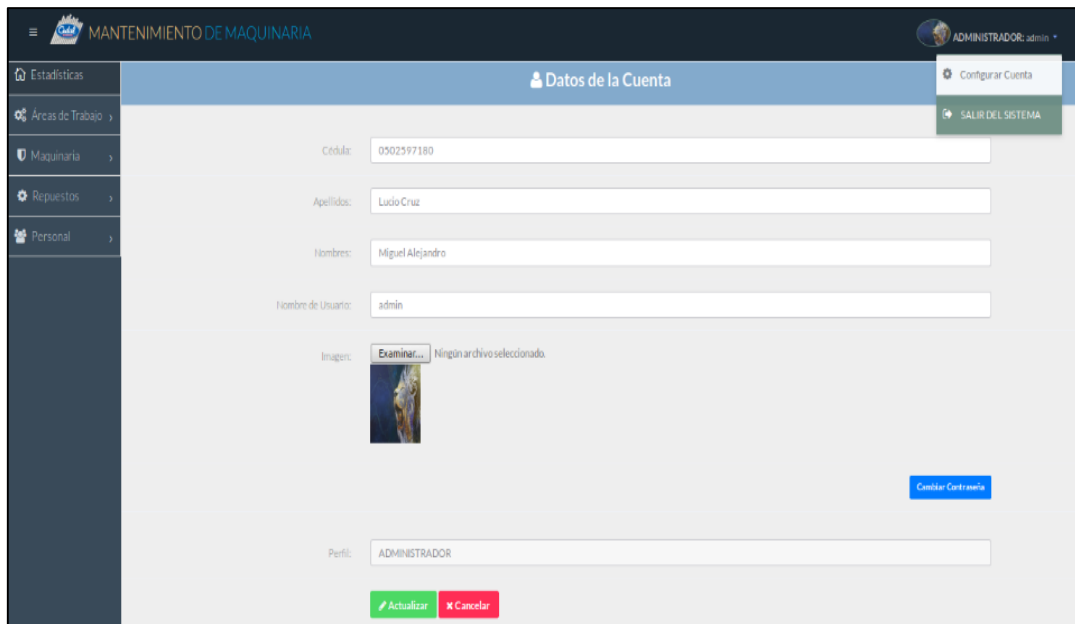 MANTENIMIENTO DE MAQUINARIA
ADMINISTRADOR: admin
Configurar Cuenta
SALIR DEL SISTEMA
Estadísticas
Áreas de Trabajo
Maquinaria
Repuestos
Personal
Datos de la Cuenta
Cédula: 0502597180
Apellidos: Lucio Cruz
Nombres: Miguel Alejandro
Nombre de Usuario: admin
Imagen: Examinar... Ningún archivo seleccionado.
Cambiar Contraseña
Perfil: ADMINISTRADOR
Actualizar Cancelar